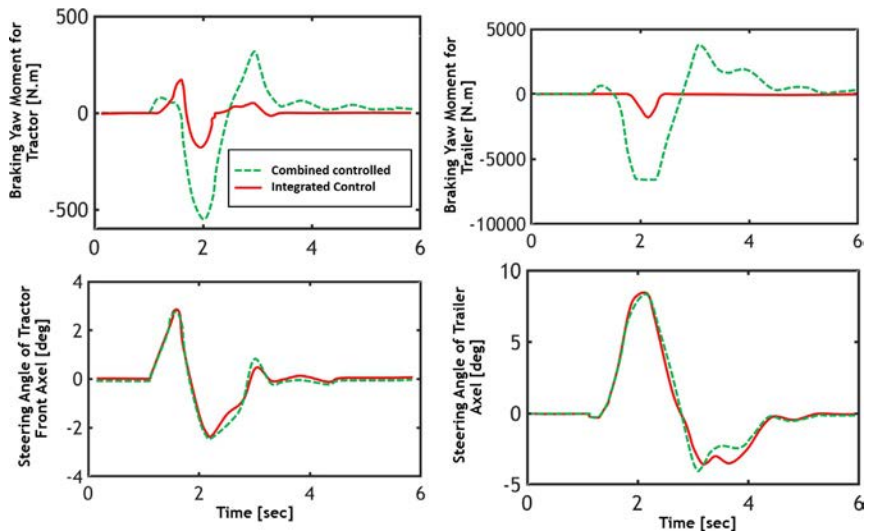 Braking Yaw Moment for
Tractor [N.m]
500
0
-500
0
2
4
6
Combined controlled
Integrated Control
Braking Yaw Moment for
Trailer [N.m]
5000
0
-5000
-10000
0
2
4
6
Steering Angle of Tractor
Front Axel [deg]
4
2
0
-2
-4
0
2
4
6
Time [sec]
Steering Angle of Trailer
Axel [deg]
10
5
0
-5
0
2
4
6
Time [sec]